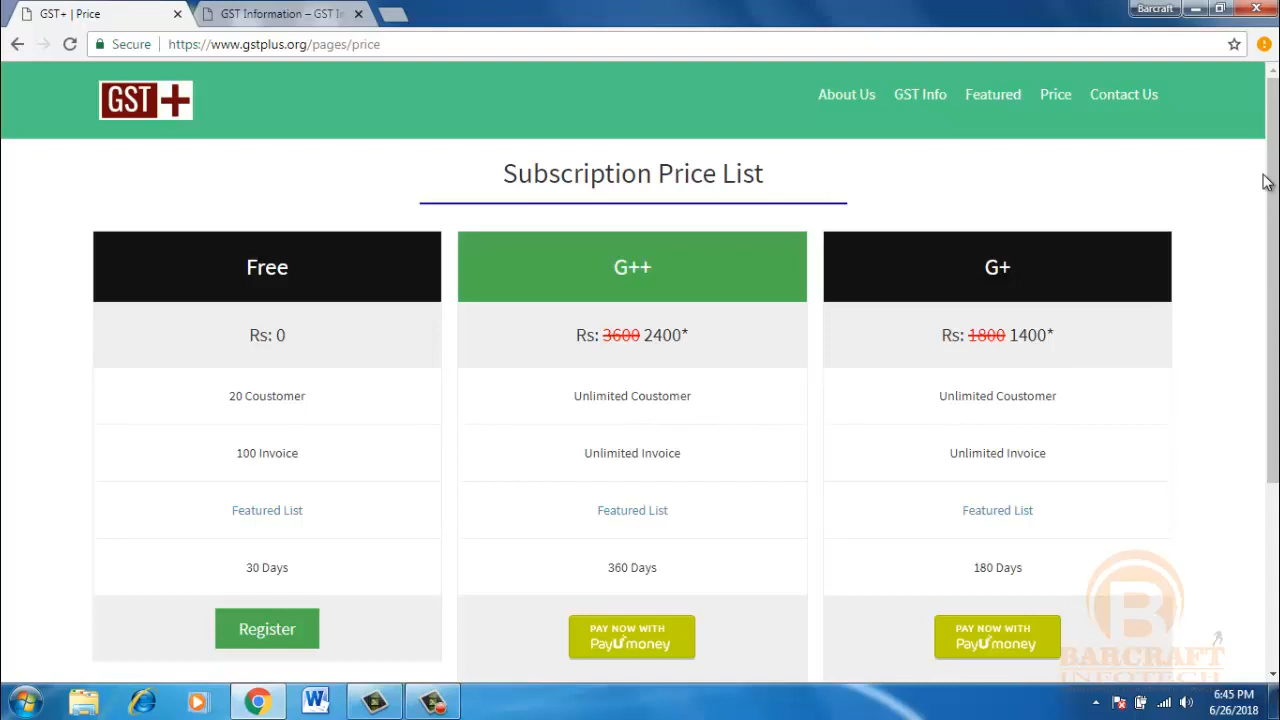 GST+ | Price
GST Information – GST I
Barcraft
Secure
https://www.gstplus.org/pages/price
GST+
About Us
GST Info
Featured
Price
Contact Us
Subscription Price List
Free
Rs: 0
20 Coustomer
100 Invoice
Featured List
30 Days
Register
G++
Rs: 3600 2400*
Unlimited Coustomer
Unlimited Invoice
Featured List
360 Days
PAY NOW WITH
PayUmoney
G+
Rs: 1800 1400*
Unlimited Coustomer
Unlimited Invoice
Featured List
180 Days
PAY NOW WITH
PayUmoney
B
BARCRAFT
INFOTECH
6:45 PM
6/26/2018